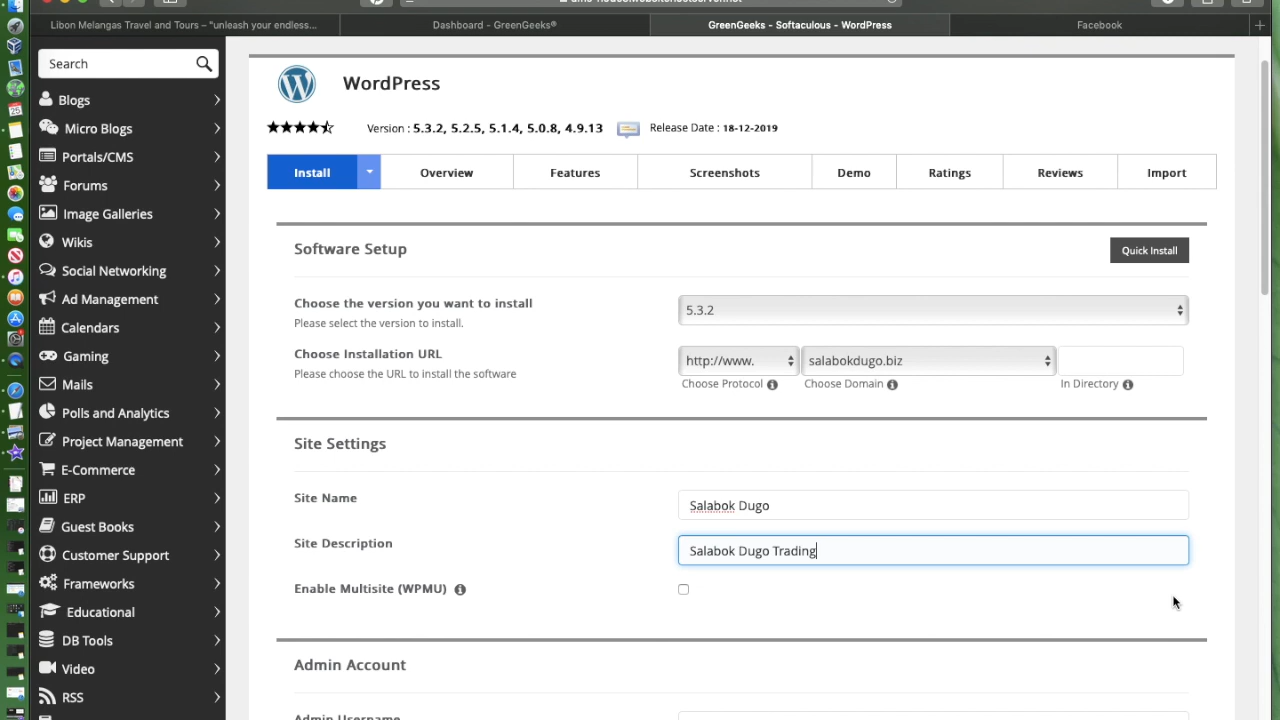 Libon Melangas Travel and Tours – "unleash your endless...
Dashboard - GreenGeeks®
GreenGeeks - Softaculous - WordPress
Facebook
Search
Blogs
Micro Blogs
Portals/CMS
Forums
Image Galleries
Wikis
Social Networking
Ad Management
Calendars
Gaming
Mails
Polls and Analytics
Project Management
E-Commerce
ERP
Guest Books
Customer Support
Frameworks
Educational
DB Tools
Video
RSS
WordPress
Version : 5.3.2, 5.2.5, 5.1.4, 5.0.8, 4.9.13 Release Date : 18-12-2019
Install Overview Features Screenshots Demo Ratings Reviews Import
Software Setup
Quick Install
Choose the version you want to install
Please select the version to install.
5.3.2
Choose Installation URL
Please choose the URL to install the software
http://www. salabokdugo.biz
Choose Protocol Choose Domain In Directory
Site Settings
Site Name
Salabok Dugo
Site Description
Salabok Dugo Trading
Enable Multisite (WPMU)
Admin Account
Admin Username